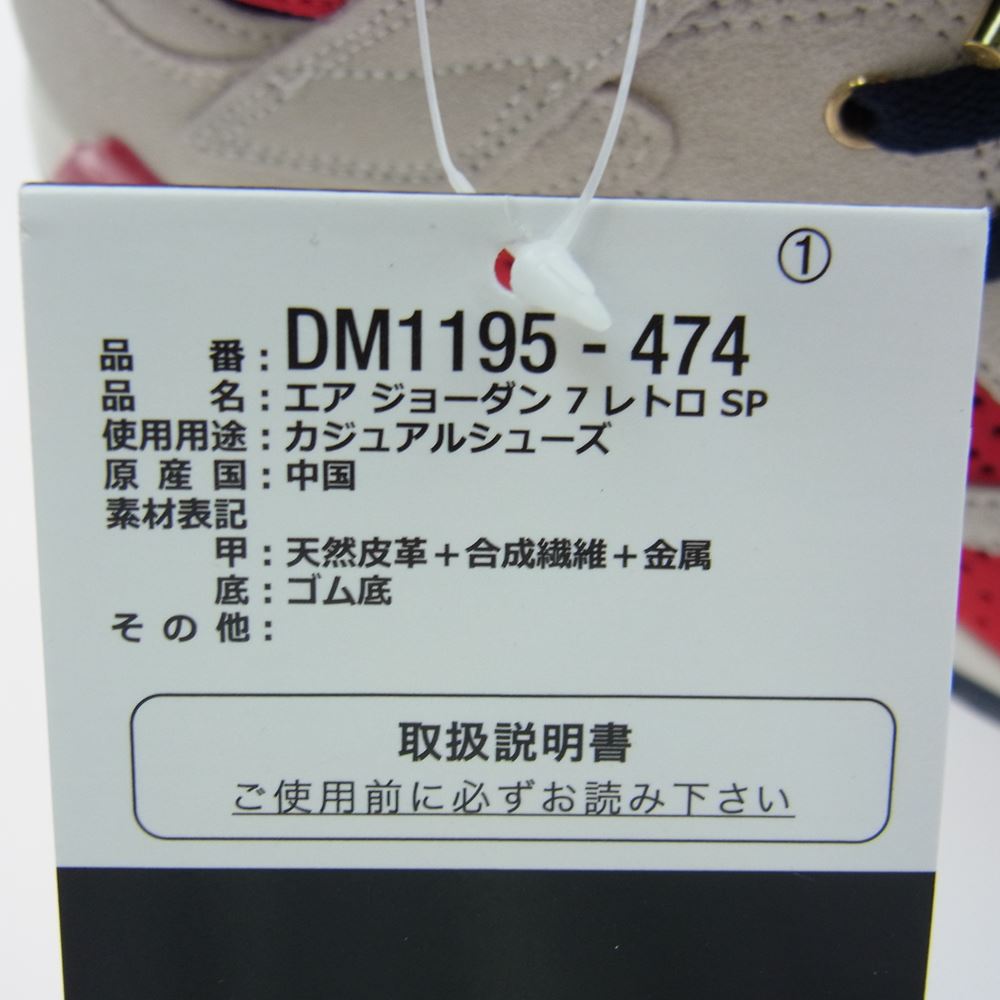 ①
品番：DM1195 - 474
品名：エア ジョーダン 7 レトロ SP
使用用途：カジュアルシューズ
原産国：中国
素材表記
甲：天然皮革＋合成繊維＋金属
底：ゴム底
その他：
取扱説明書
ご使用前に必ずお読み下さい